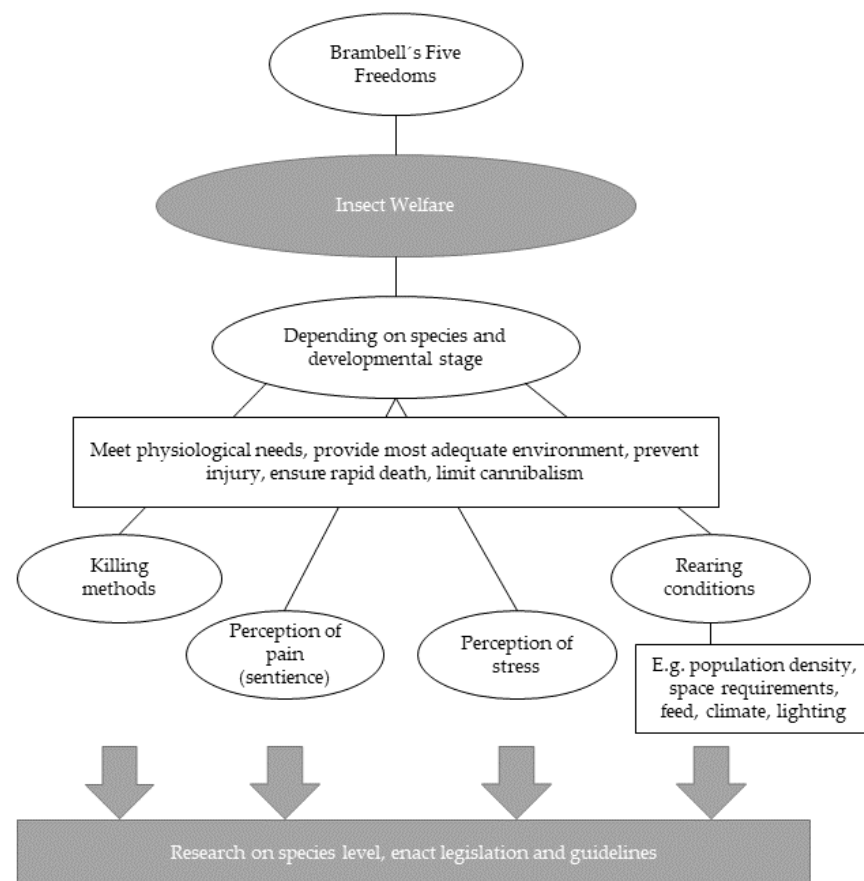 Brambell´s Five
Freedoms
Insect Welfare
Depending on species and
developmental stage
Meet physiological needs, provide most adequate environment, prevent
injury, ensure rapid death, limit cannibalism
Killing
methods
Rearing
conditions
Perception of
pain
(sentience)
Perception of
stress
E.g. population density,
space requirements,
feed, climate, lighting
Research on species level, enact legislation and guidelines